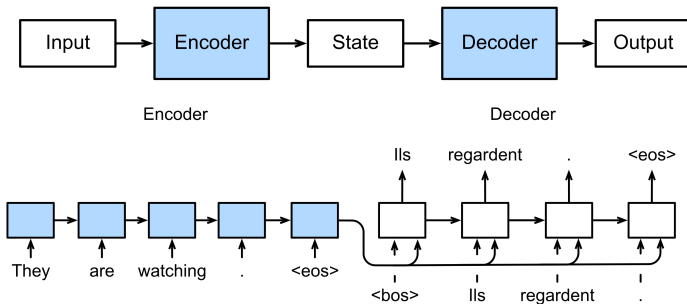 Input Encoder State Decoder Output
Encoder Decoder
Ils regardent . <eos>
They are watching . <eos>
<bos> Ils regardent .